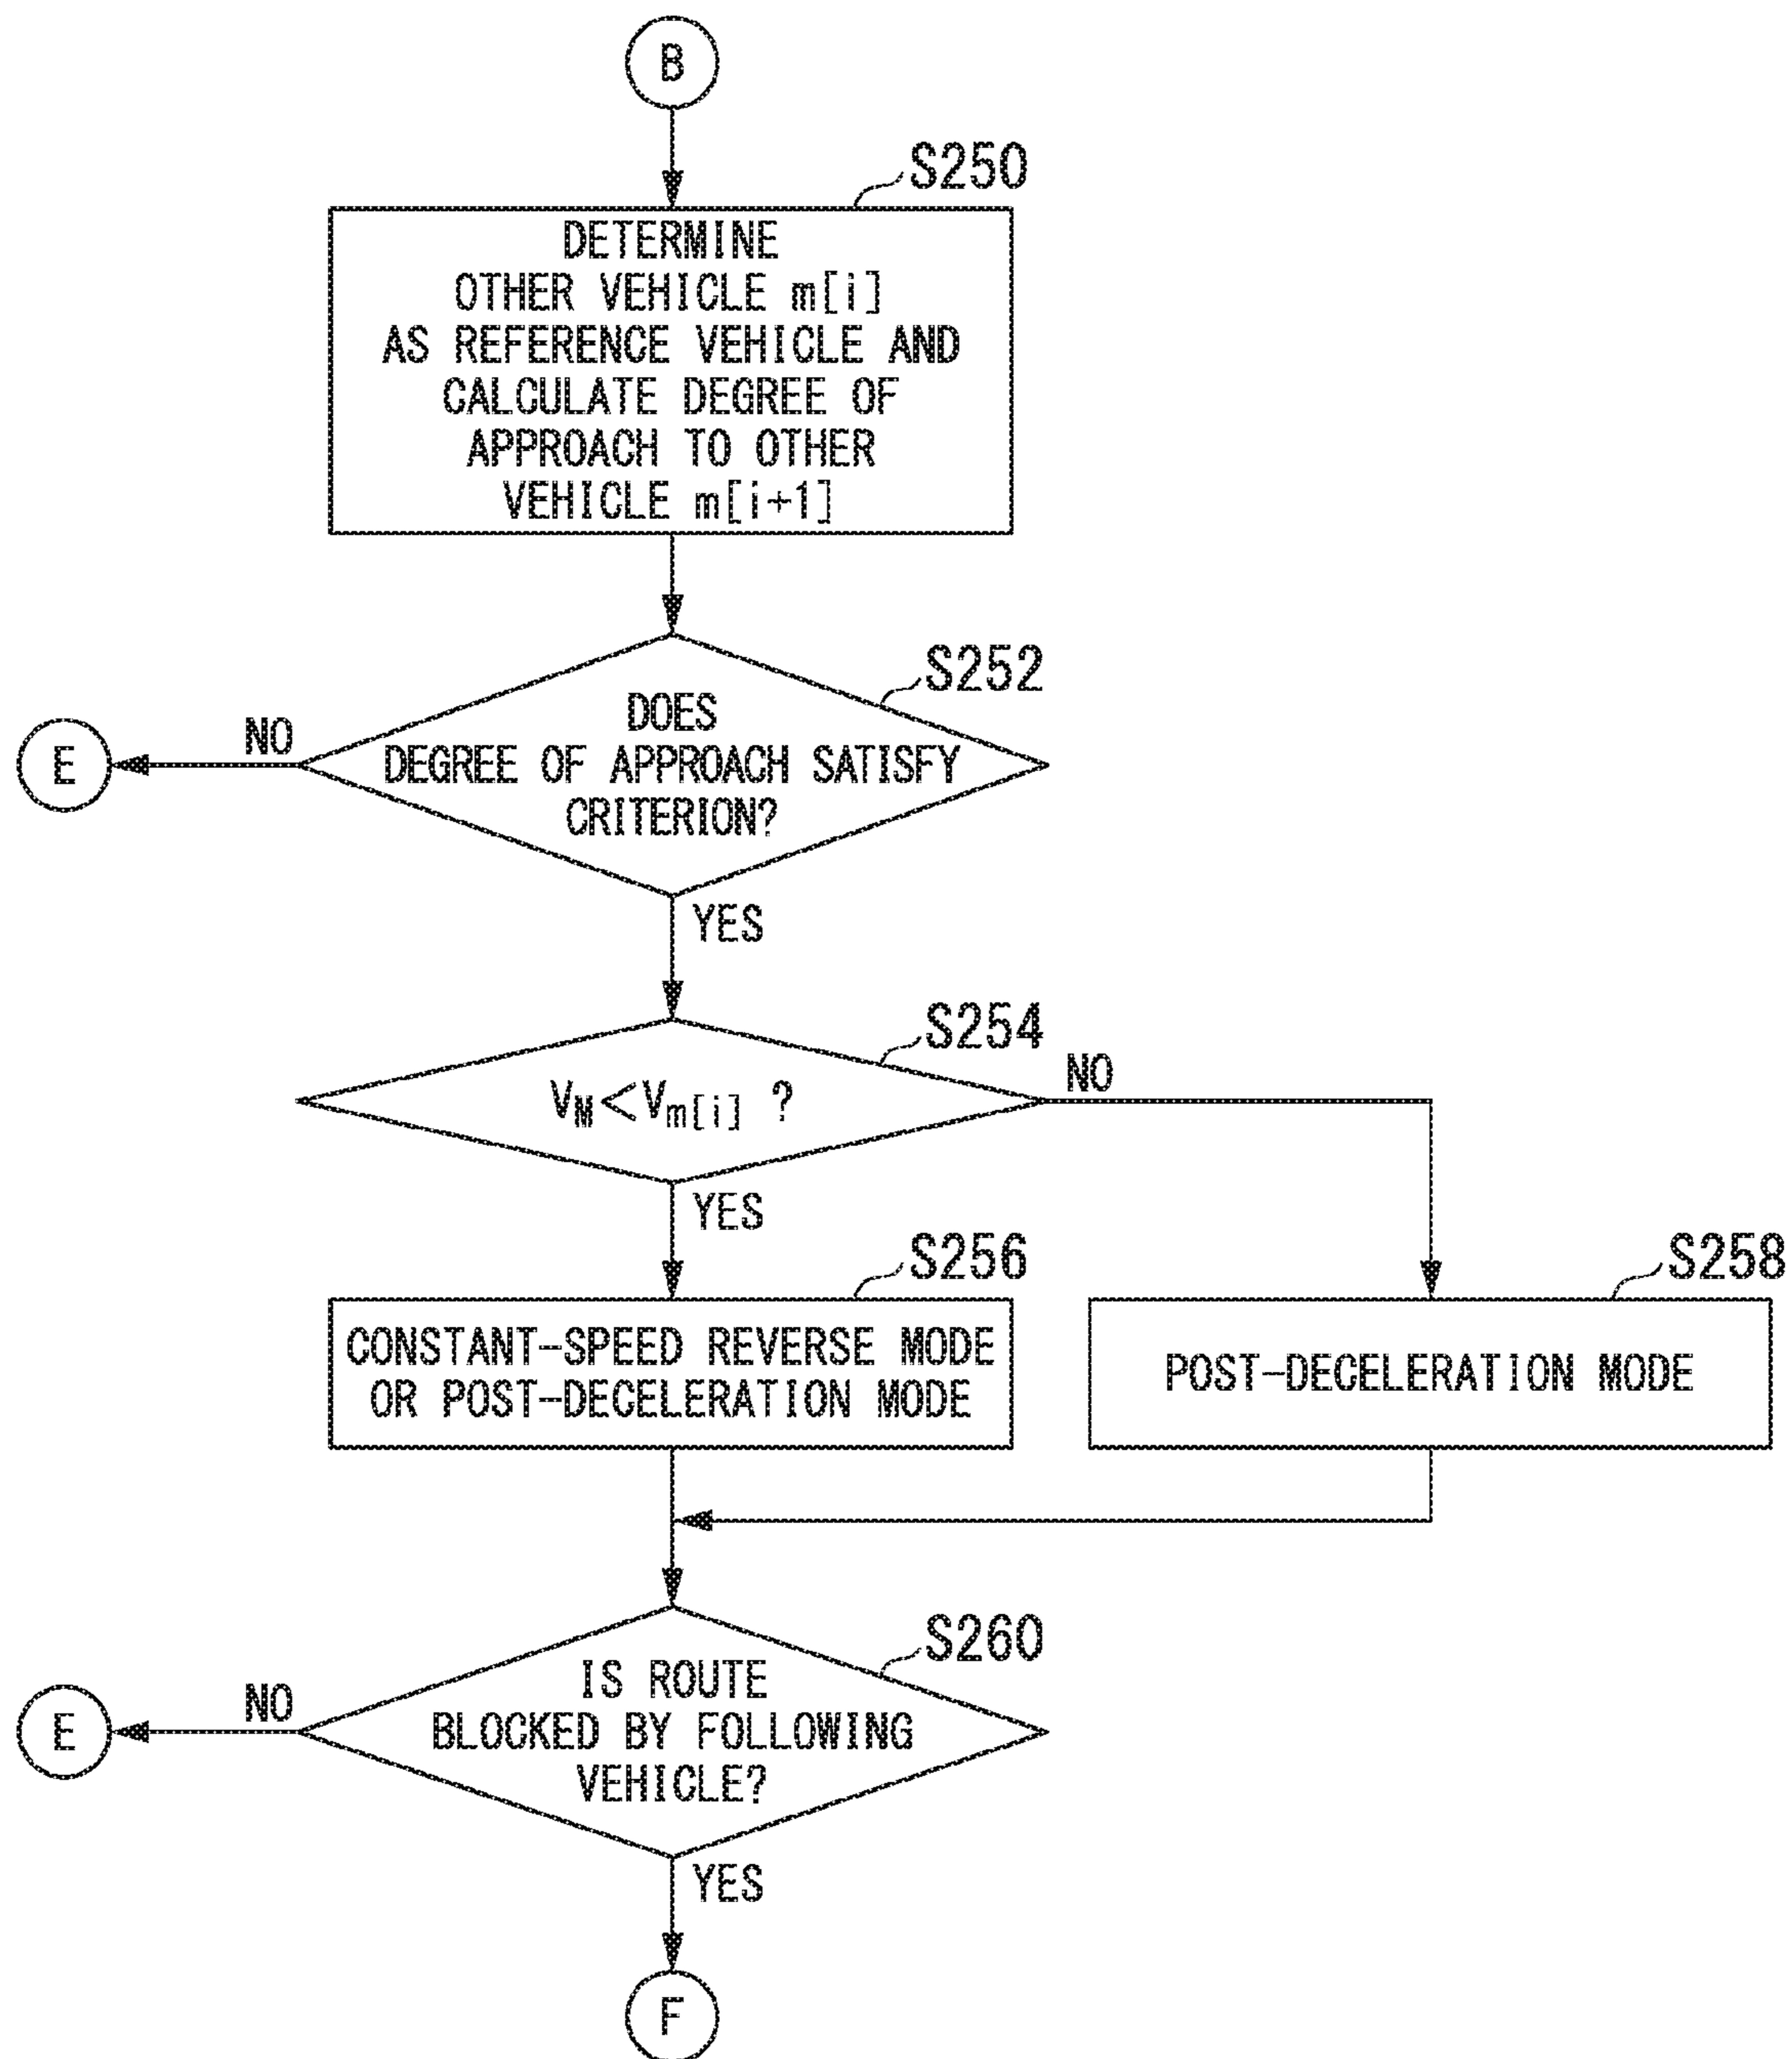 B
S250
DETERMINE
OTHER VEHICLE m[i]
AS REFERENCE VEHICLE AND
CALCULATE DEGREE OF
APPROACH TO OTHER
VEHICLE m[i+1]
S252
DOES
DEGREE OF APPROACH SATISFY
CRITERION?
NO
E
YES
S254
VM<Vm[i] ?
NO
YES
S256
CONSTANT-SPEED REVERSE MODE
OR POST-DECELERATION MODE
S258
POST-DECELERATION MODE
S260
IS ROUTE
BLOCKED BY FOLLOWING
VEHICLE?
NO
E
YES
F